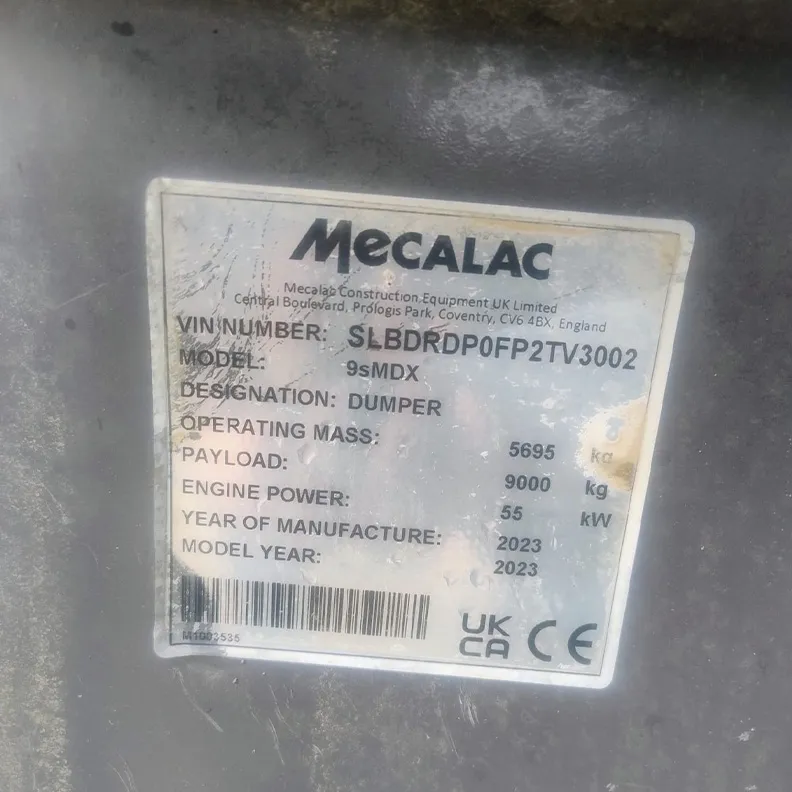 MECALAC
Mecalac Construction Equipment UK Limited
Central Boulevard, Prologis Park, Coventry, CV6 4BX, England
VIN NUMBER: SLBDRDP0FP2TV3002
MODEL: 9sMDX
DESIGNATION: DUMPER
OPERATING MASS: 5695 kg
PAYLOAD: 9000 kg
ENGINE POWER: 55 kW
YEAR OF MANUFACTURE: 2023
MODEL YEAR: 2023
M1003535
UK
CA CE